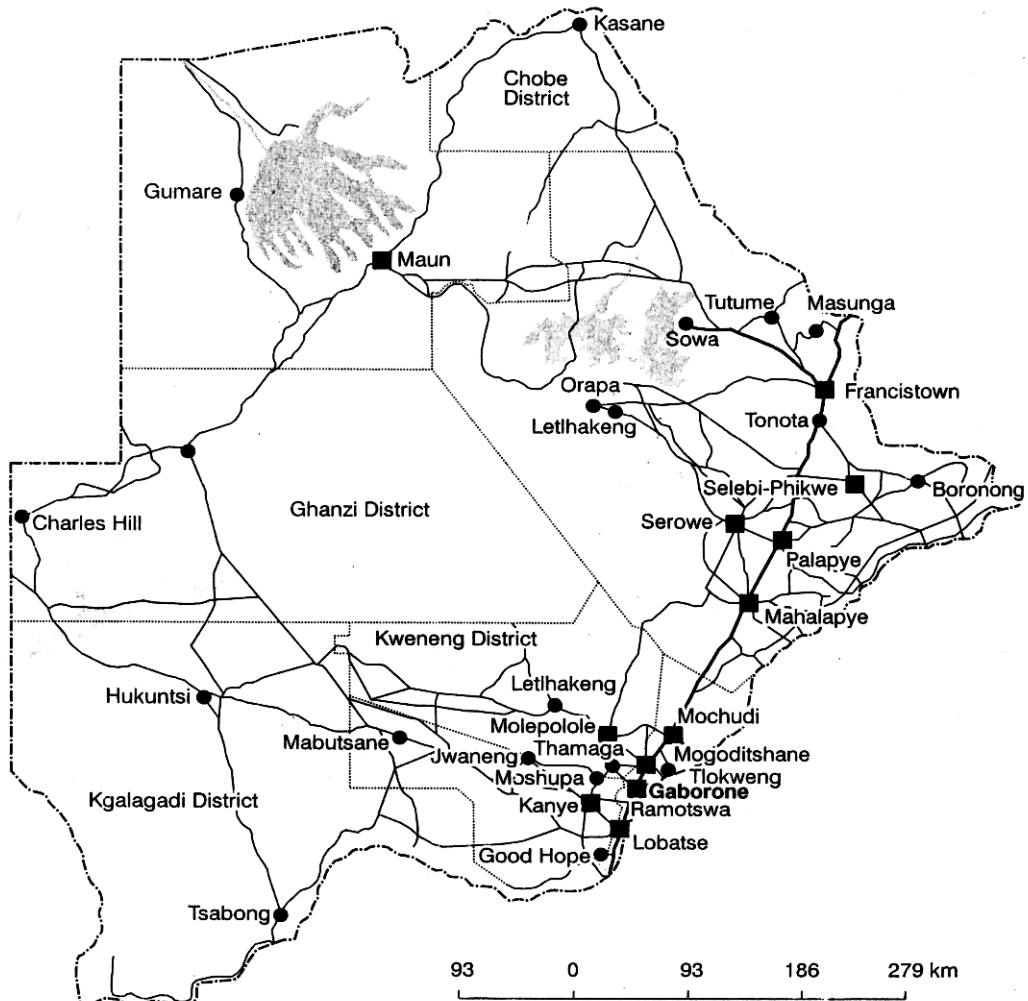 Kasane
Chobe
District
Gumare
Maun
Tutume
Masunga
Sowa
Orapa
Francistown
Letlhakeng
Tonota
Selebi-Phikwe
Boronong
Charles Hill
Ghanzi District
Serowe
Palapye
Mahalapye
Kweneng District
Hukuntsi
Letlhakeng
Molepolole
Mochudi
Mabutsane
Thamaga
Mogoditshane
Jwaneng
Tlokweng
Moshupa
Gaborone
Kgalagadi District
Kanye
Ramotswa
Lobatse
Good Hope
Tsabong
93 0 93 186 279 km